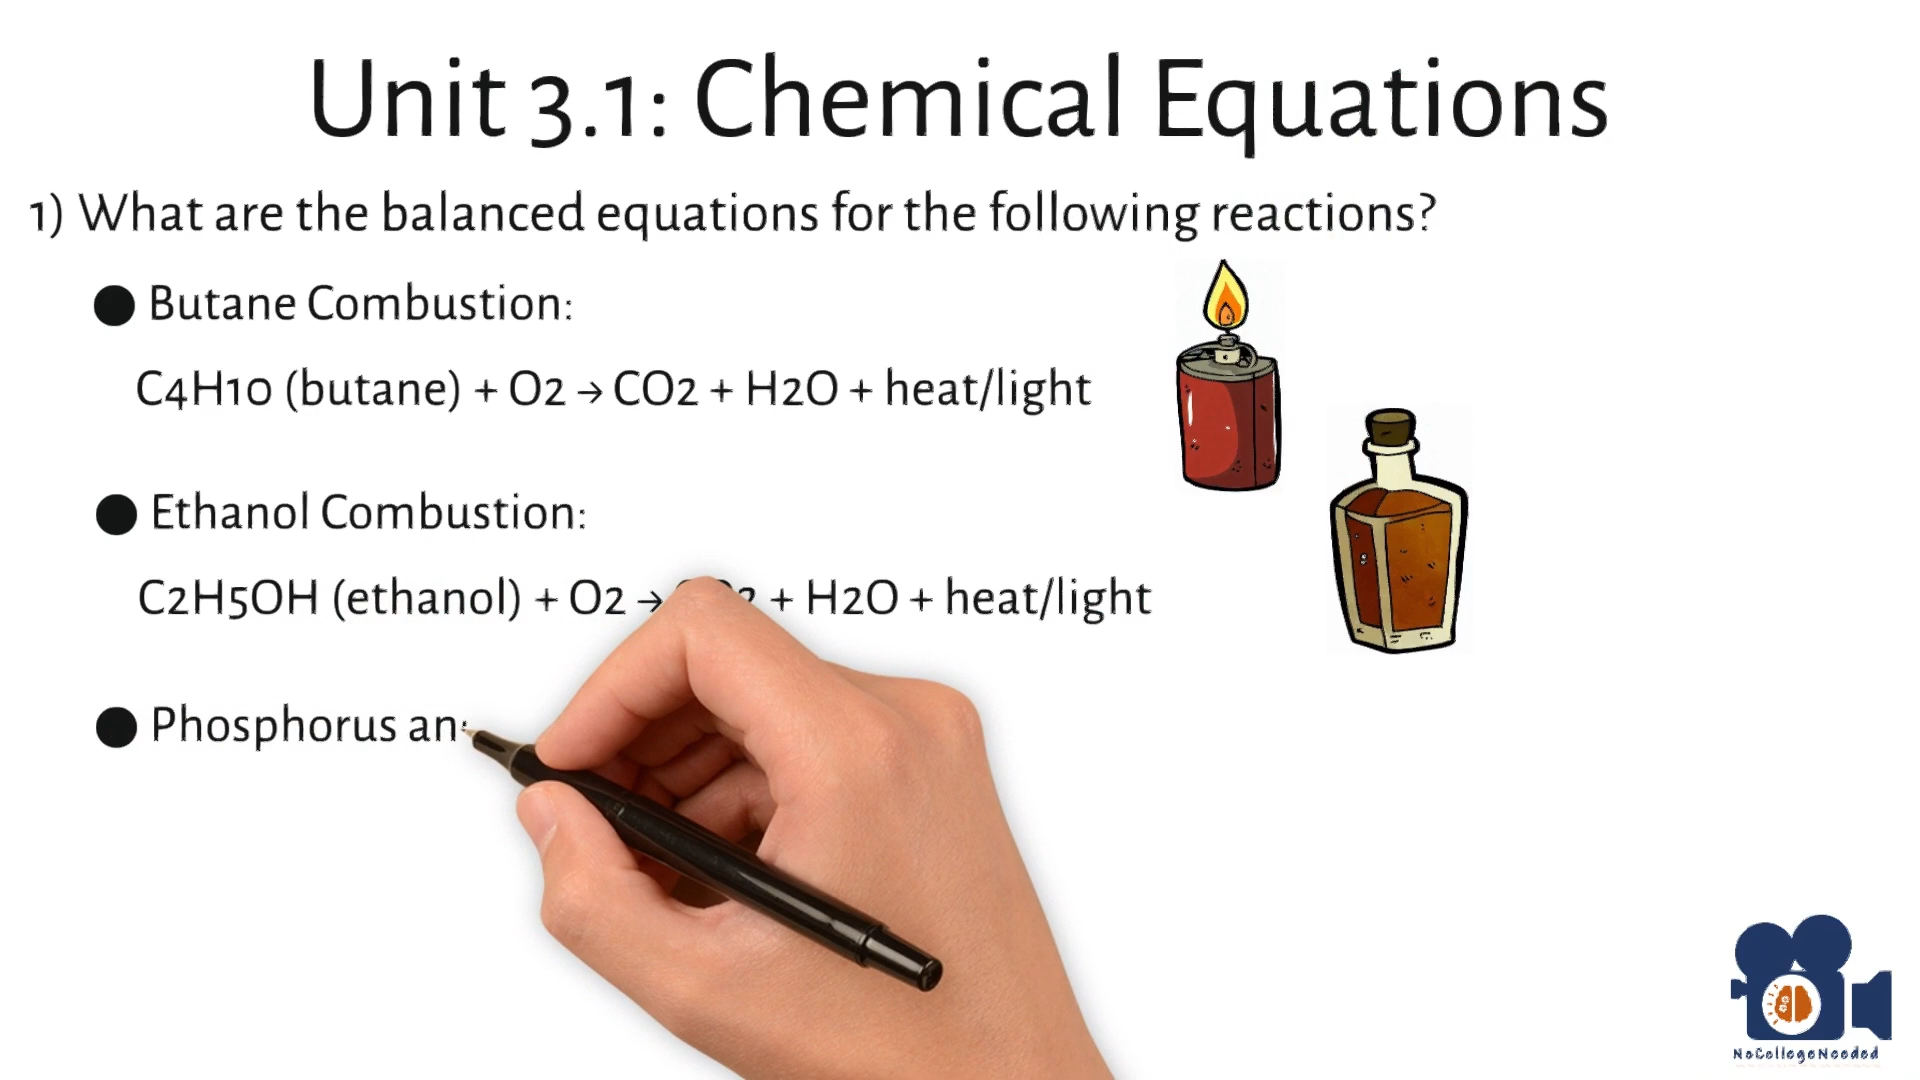 Unit 3.1: Chemical Equations
1) What are the balanced equations for the following reactions?
● Butane Combustion:
C4H10 (butane) + O2 → CO2 + H2O + heat/light
● Ethanol Combustion:
C2H5OH (ethanol) + O2 → + H2O + heat/light
● Phosphorus an
NoCollegeNeeded